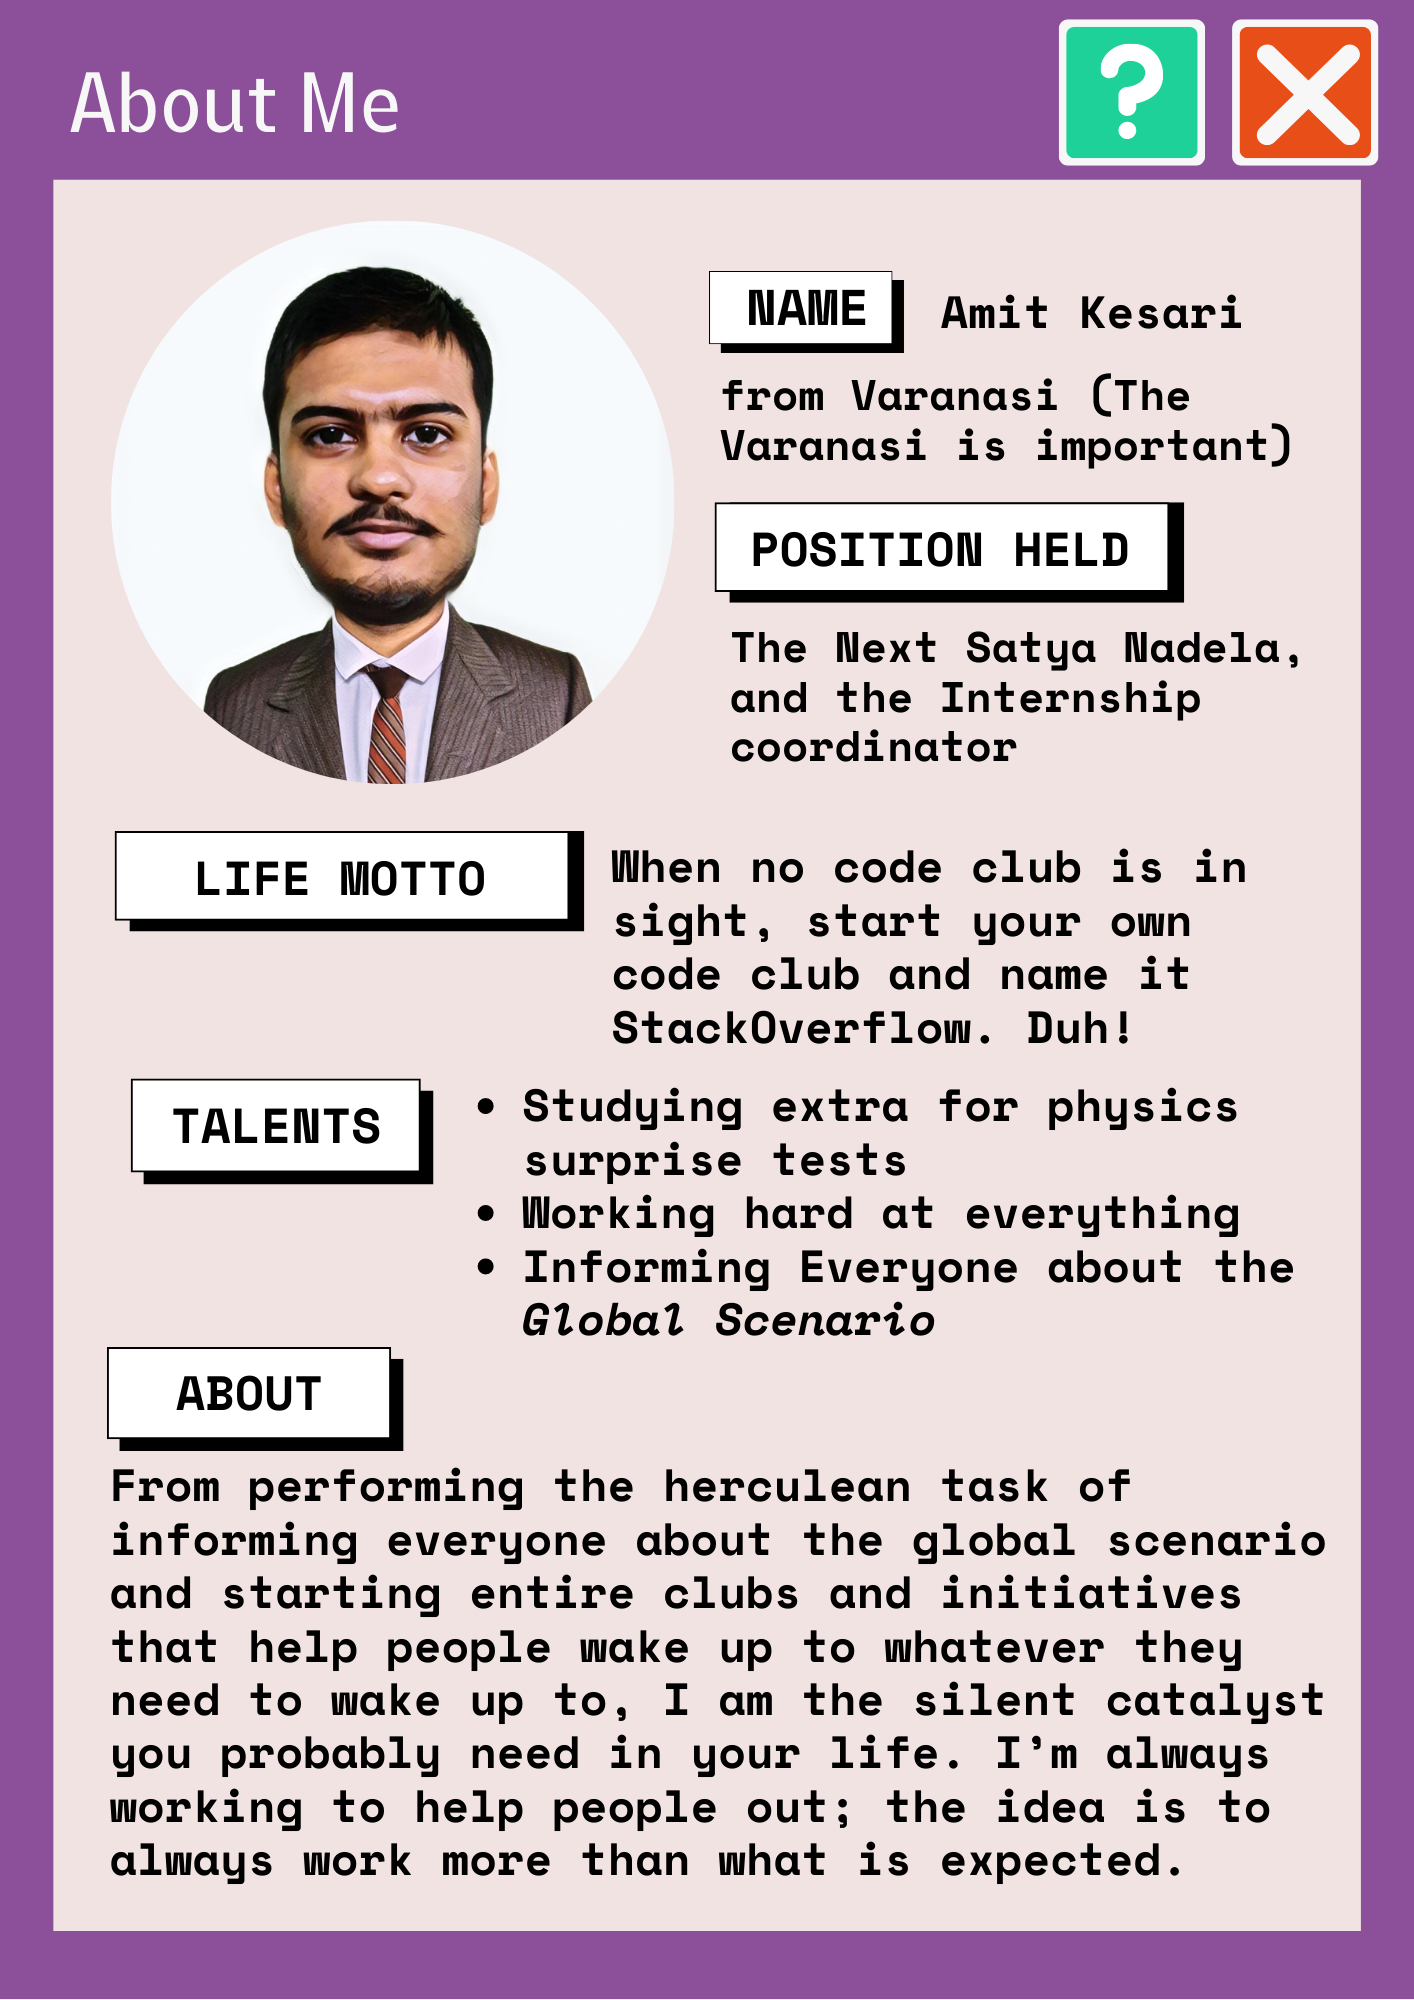 About Me
NAME
Amit Kesari
from Varanasi (The
Varanasi is important)
POSITION HELD
The Next Satya Nadela,
and the Internship
coordinator
LIFE MOTTO
When no code club is in
sight, start your own
code club and name it
StackOverflow. Duh!
TALENTS
• Studying extra for physics
surprise tests
• Working hard at everything
• Informing Everyone about the
Global Scenario
ABOUT
From performing the herculean task of
informing everyone about the global scenario
and starting entire clubs and initiatives
that help people wake up to whatever they
need to wake up to, I am the silent catalyst
you probably need in your life. I'm always
working to help people out; the idea is to
always work more than what is expected.